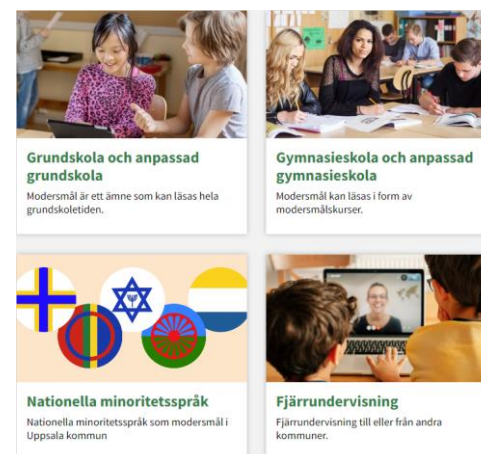 Grundskola och anpassad
grundskola
Modersmål är ett ämne som kan läsas hela
grundskoletiden.
Gymnasieskola och anpassad
gymnasieskola
Modersmål kan läsas i form av
modersmålskurser.
Nationella minoritetsspråk
Nationella minoritetsspråk som modersmål i
Uppsala kommun
Fjärrundervisning
Fjärrundervisning till eller från andra
kommuner.